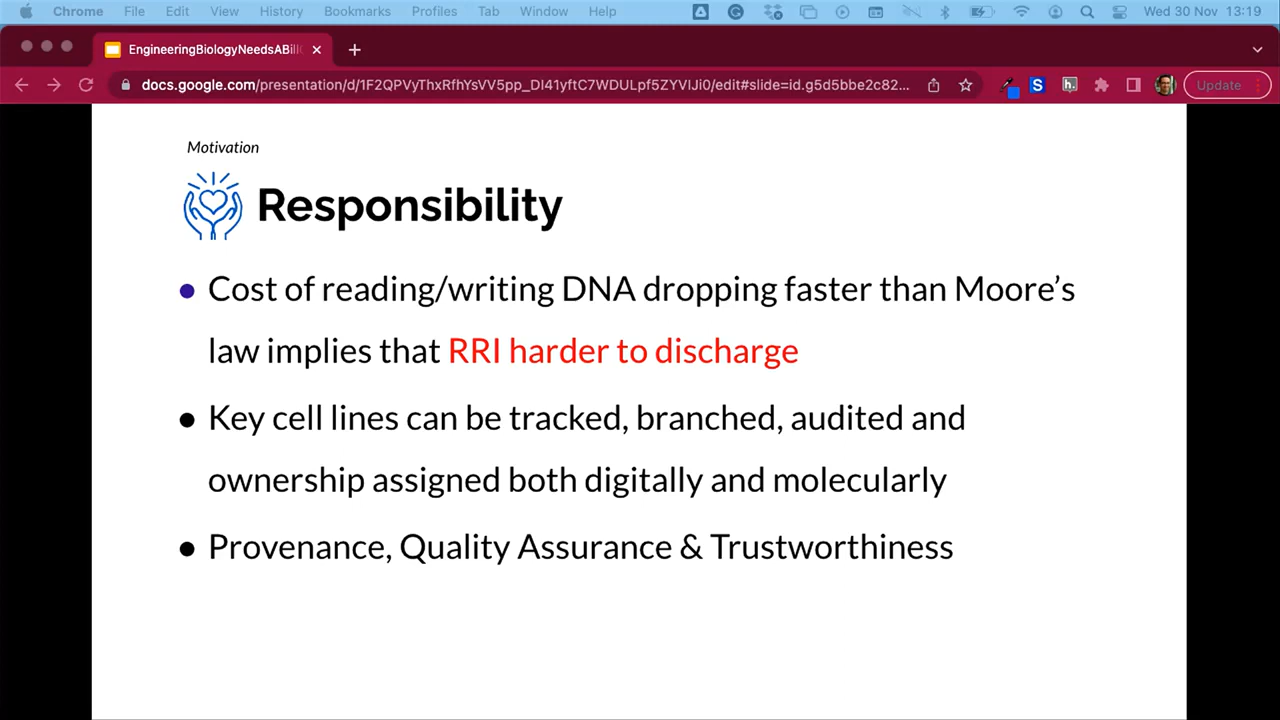 Chrome File Edit View History Bookmarks Profiles Tab Window Help Wed 30 Nov 13:19
EngineeringBiologyNeedsABill
docs.google.com/presentation/d/1F2QPVyThxRfhYsVV5pp_DI41yftC7WDULpf5ZYVIJi0/edit#slide=id.g5d5bbe2c82... S h. Update
Motivation
Responsibility
• Cost of reading/writing DNA dropping faster than Moore’s
law implies that RRI harder to discharge
• Key cell lines can be tracked, branched, audited and
ownership assigned both digitally and molecularly
• Provenance, Quality Assurance & Trustworthiness